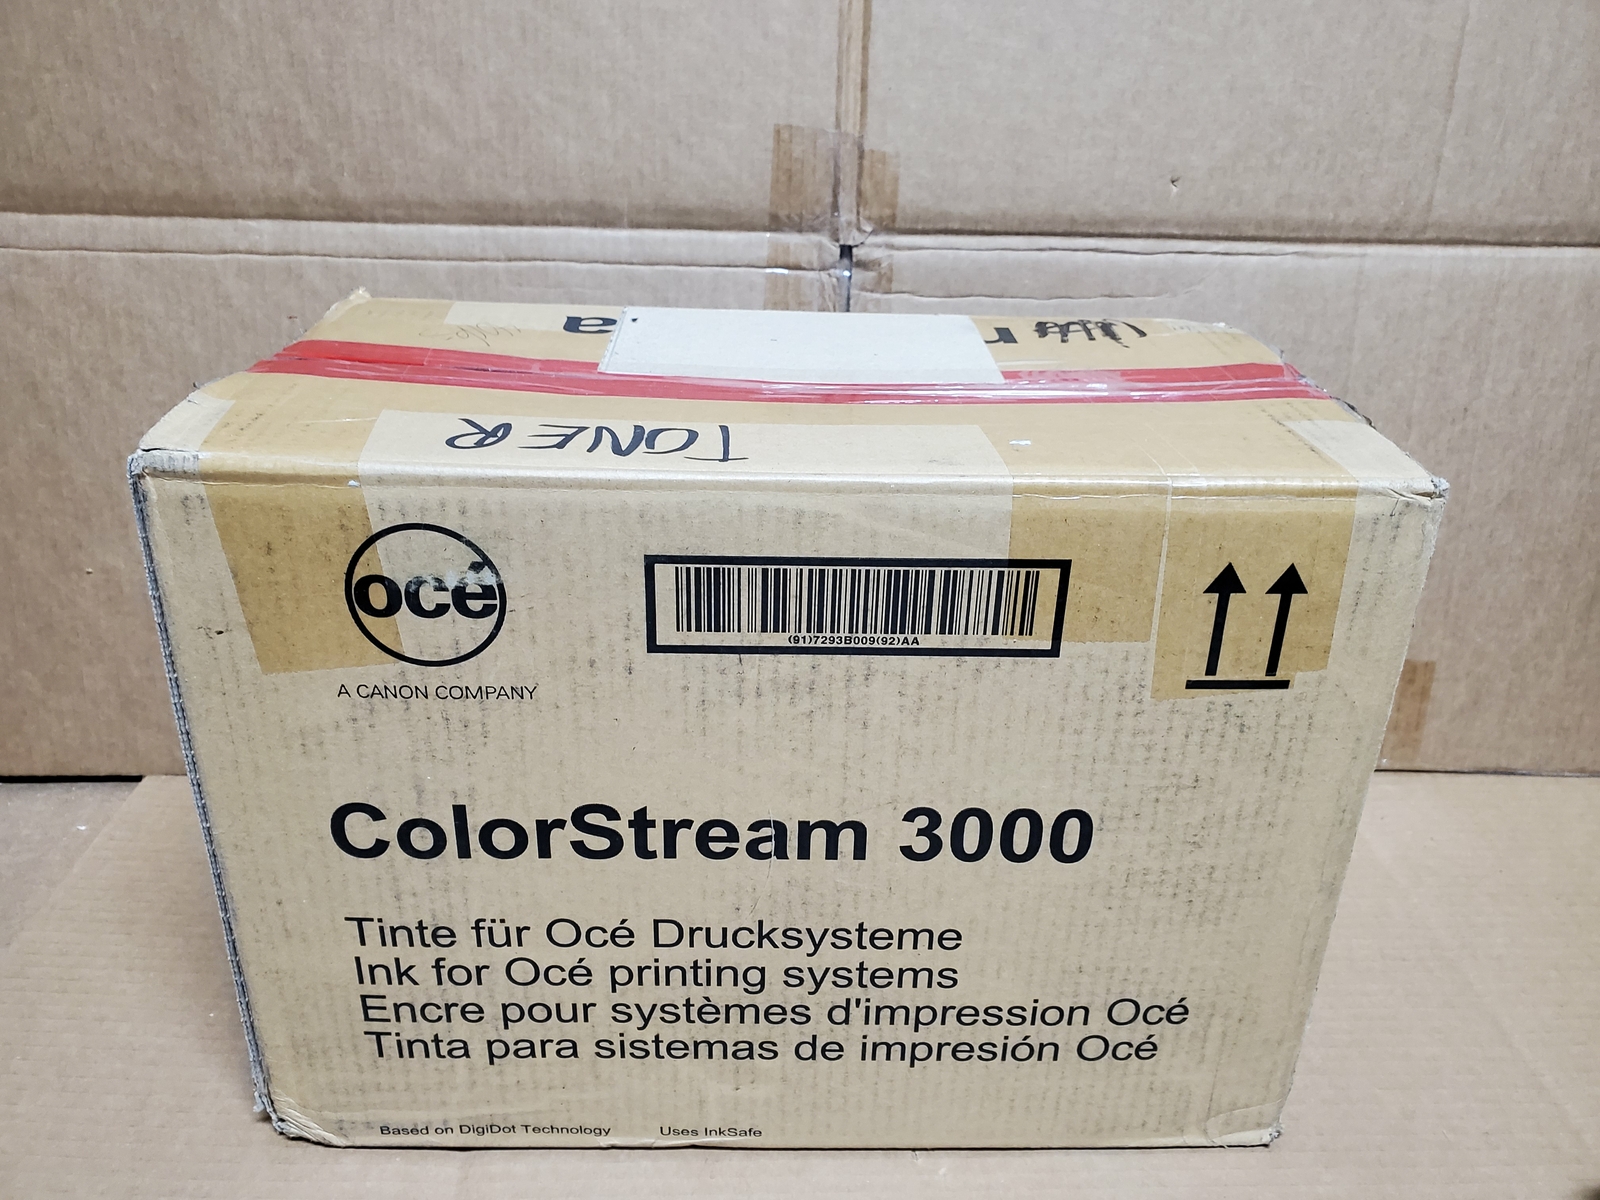 a
r
TONER
océ
(91)7293B009(92)AA
A CANON COMPANY
ColorStream 3000
Tinte für Océ Drucksysteme
Ink for Océ printing systems
Encre pour systèmes d'impression Océ
Tinta para sistemas de impresión Océ
Based on DigiDot Technology
Uses InkSafe